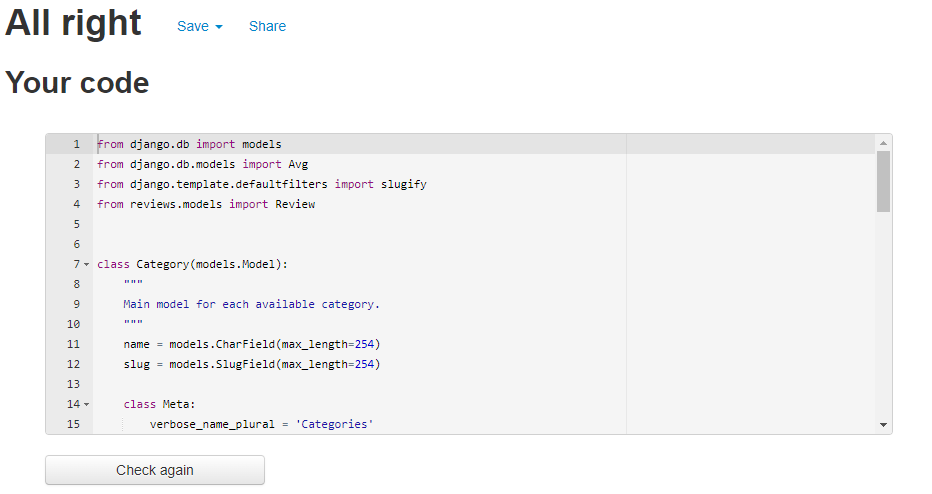 All right Save Share
Your code
1 from django.db import models
2 from django.db.models import Avg
3 from django.template.defaultfilters import slugify
4 from reviews.models import Review
5
6
7 class Category(models.Model):
8 """
9 Main model for each available category.
10 """
11 name = models.CharField(max_length=254)
12 slug = models.SlugField(max_length=254)
13
14 class Meta:
15 verbose_name_plural = 'Categories'
Check again